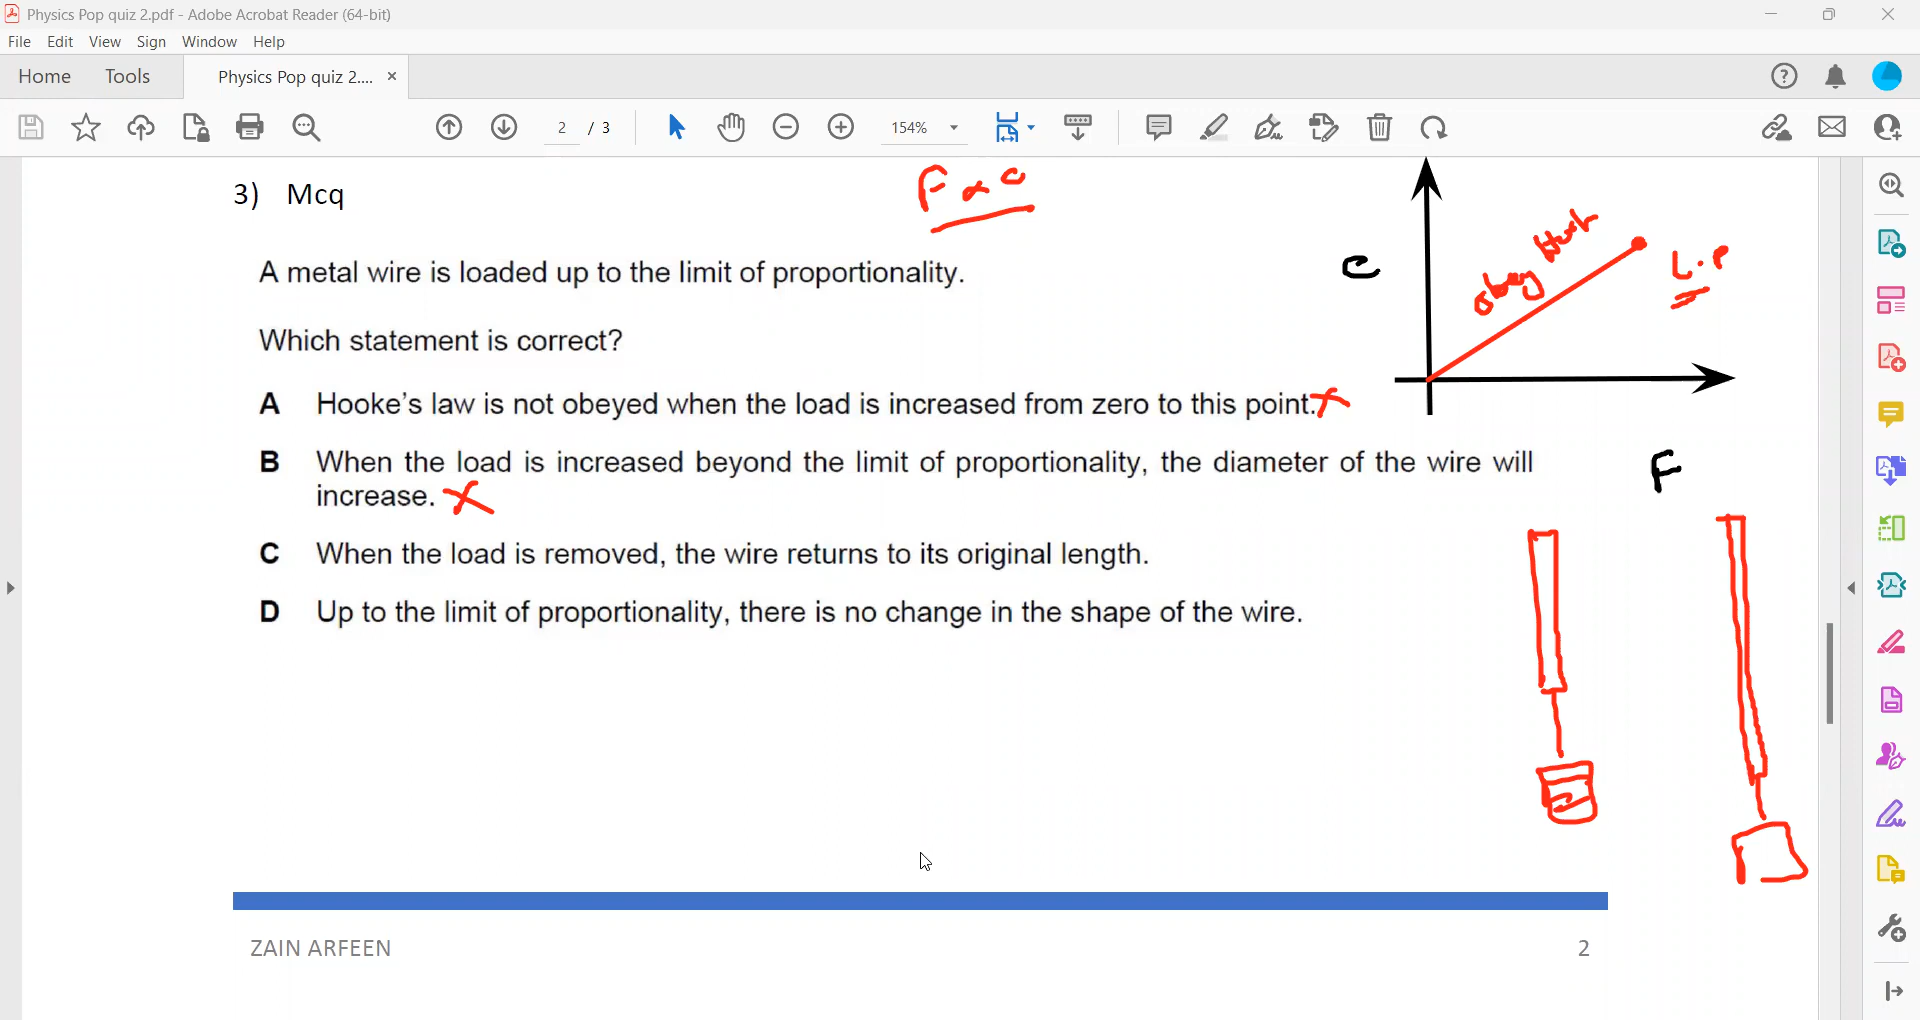 Physics Pop quiz 2.pdf - Adobe Acrobat Reader (64-bit)
File Edit View Sign Window Help
Home Tools Physics Pop quiz 2.... ×
2 / 3 154%
3) Mcq
F ∝ e
A metal wire is loaded up to the limit of proportionality.
Which statement is correct?
A Hooke's law is not obeyed when the load is increased from zero to this point.
B When the load is increased beyond the limit of proportionality, the diameter of the wire will
increase.
C When the load is removed, the wire returns to its original length.
D Up to the limit of proportionality, there is no change in the shape of the wire.
e
obey
L.P
F
ZAIN ARFEEN
2